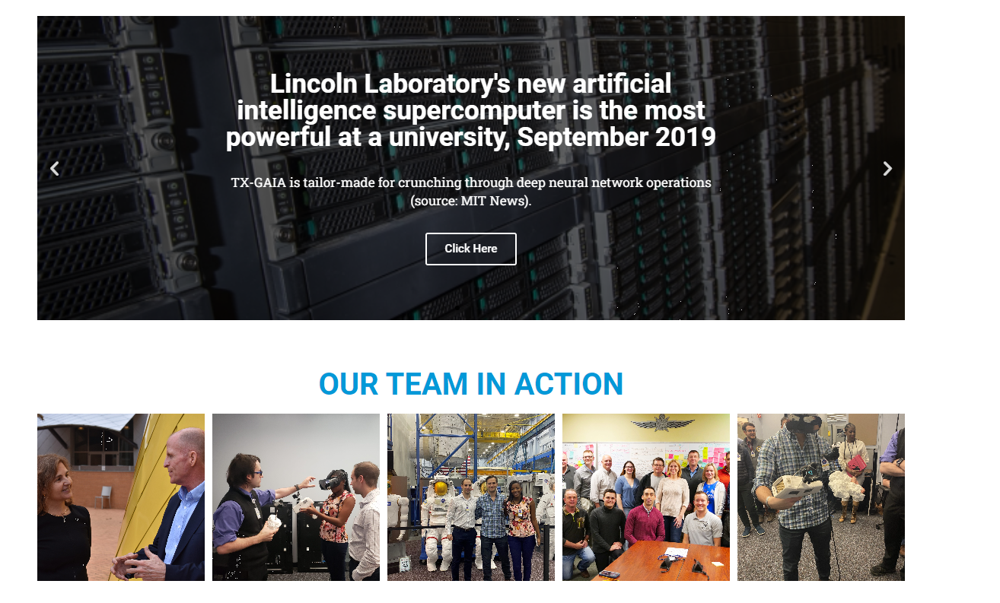 Lincoln Laboratory's new artificial
intelligence supercomputer is the most
powerful at a university, September 2019
TX-GAIA is tailor-made for crunching through deep neural network operations
(source: MIT News).
Click Here
OUR TEAM IN ACTION